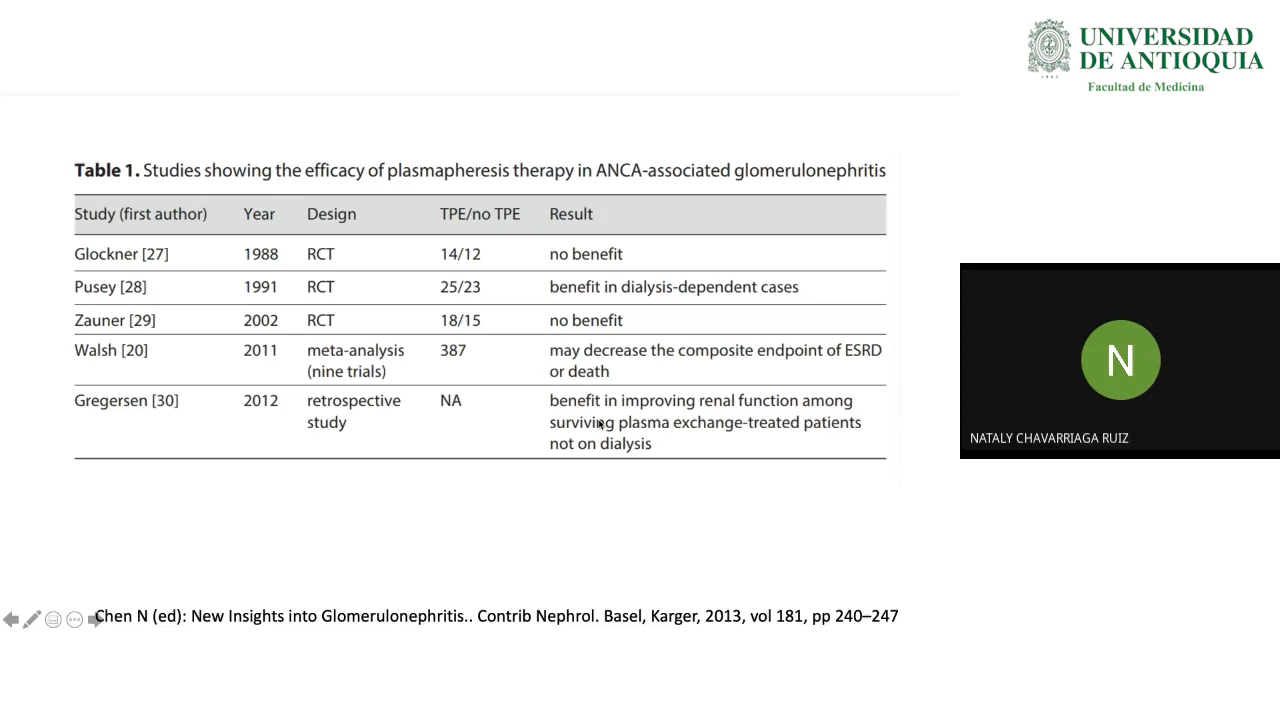 UNIVERSIDAD
DE ANTIOQUIA
1803
Facultad de Medicina
Table 1. Studies showing the efficacy of plasmapheresis therapy in ANCA-associated glomerulonephritis
Study (first author) Year Design TPE/no TPE Result
Glockner [27] 1988 RCT 14/12 no benefit
Pusey [28] 1991 RCT 25/23 benefit in dialysis-dependent cases
Zauner [29] 2002 RCT 18/15 no benefit
Walsh [20] 2011 meta-analysis 387 may decrease the composite endpoint of ESRD
(nine trials) or death
Gregersen [30] 2012 retrospective NA benefit in improving renal function among
study surviving plasma exchange-treated patients
not on dialysis
N
NATALY CHAVARRIAGA RUIZ
Chen N (ed): New Insights into Glomerulonephritis.. Contrib Nephrol. Basel, Karger, 2013, vol 181, pp 240–247